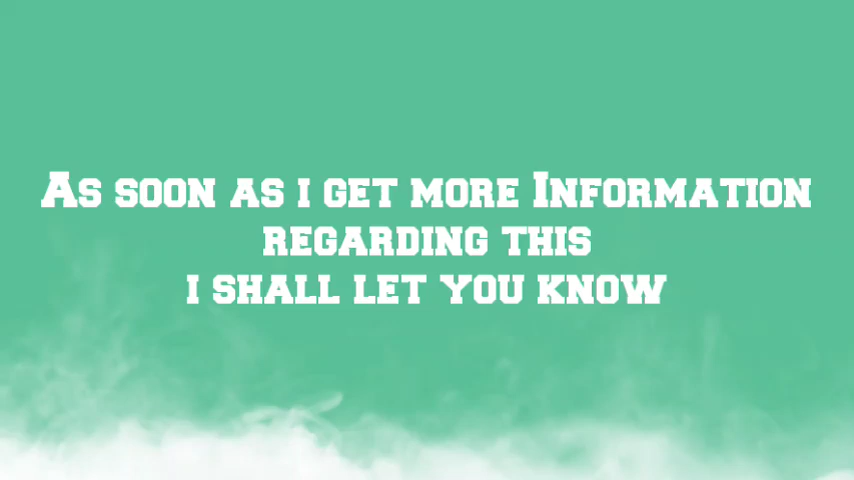 As soon as i get more Information
regarding this
i shall let you know